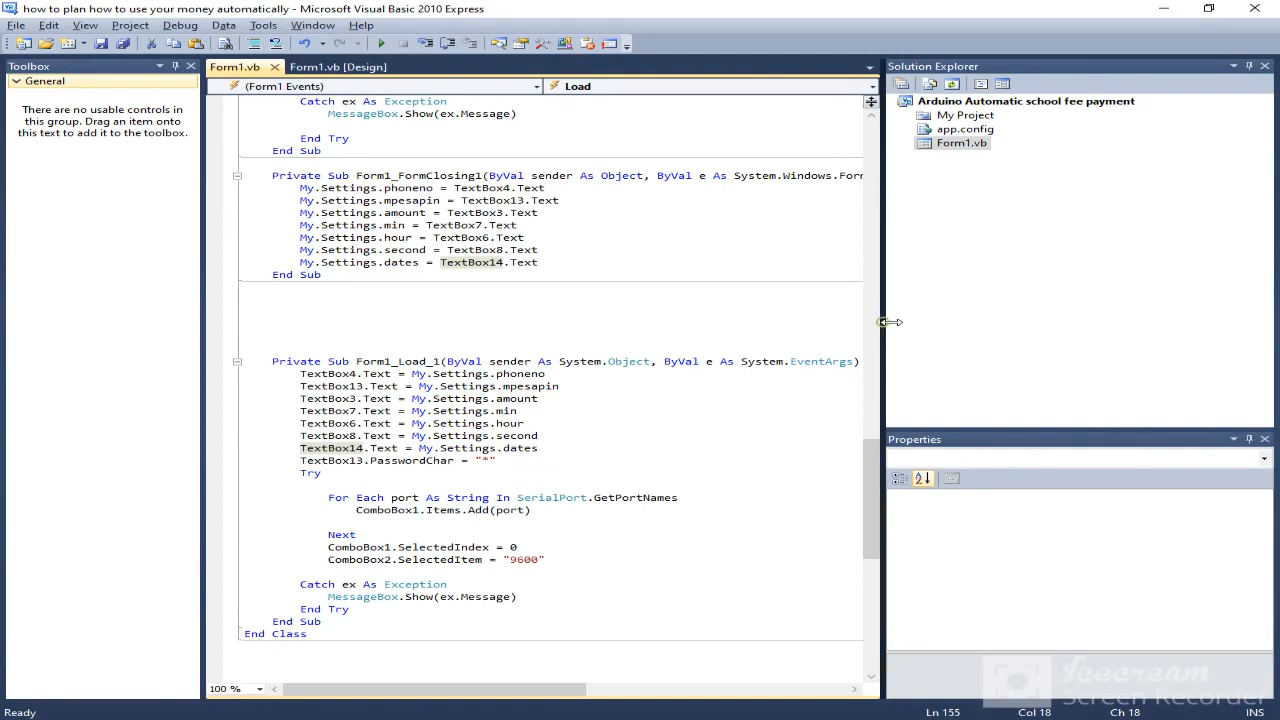 how to plan how to use your money automatically - Microsoft Visual Basic 2010 Express
File Edit View Project Debug Data Tools Window Help
Toolbox
General
There are no usable controls in
this group. Drag an item onto
this text to add it to the toolbox.
Form1.vb
Form1.vb [Design]
(Form1 Events)
Load
Catch ex As Exception
MessageBox.Show(ex.Message)
End Try
End Sub
Private Sub Form1_FormClosing1(ByVal sender As Object, ByVal e As System.Windows.Form
My.Settings.phoneno = TextBox4.Text
My.Settings.mpesapin = TextBox13.Text
My.Settings.amount = TextBox3.Text
My.Settings.min = TextBox7.Text
My.Settings.hour = TextBox6.Text
My.Settings.second = TextBox8.Text
My.Settings.dates = TextBox14.Text
End Sub
Private Sub Form1_Load_1(ByVal sender As System.Object, ByVal e As System.EventArgs)
TextBox4.Text = My.Settings.phoneno
TextBox13.Text = My.Settings.mpesapin
TextBox3.Text = My.Settings.amount
TextBox7.Text = My.Settings.min
TextBox6.Text = My.Settings.hour
TextBox8.Text = My.Settings.second
TextBox14.Text = My.Settings.dates
TextBox13.PasswordChar = "*"
Try
For Each port As String In SerialPort.GetPortNames
ComboBox1.Items.Add(port)
Next
ComboBox1.SelectedIndex = 0
ComboBox2.SelectedItem = "9600"
Catch ex As Exception
MessageBox.Show(ex.Message)
End Try
End Sub
End Class
100 %
Solution Explorer
Arduino Automatic school fee payment
My Project
app.config
Form1.vb
Properties
Icecream
Screen Recorder
Ready
Ln 155
Col 18
Ch 18
INS